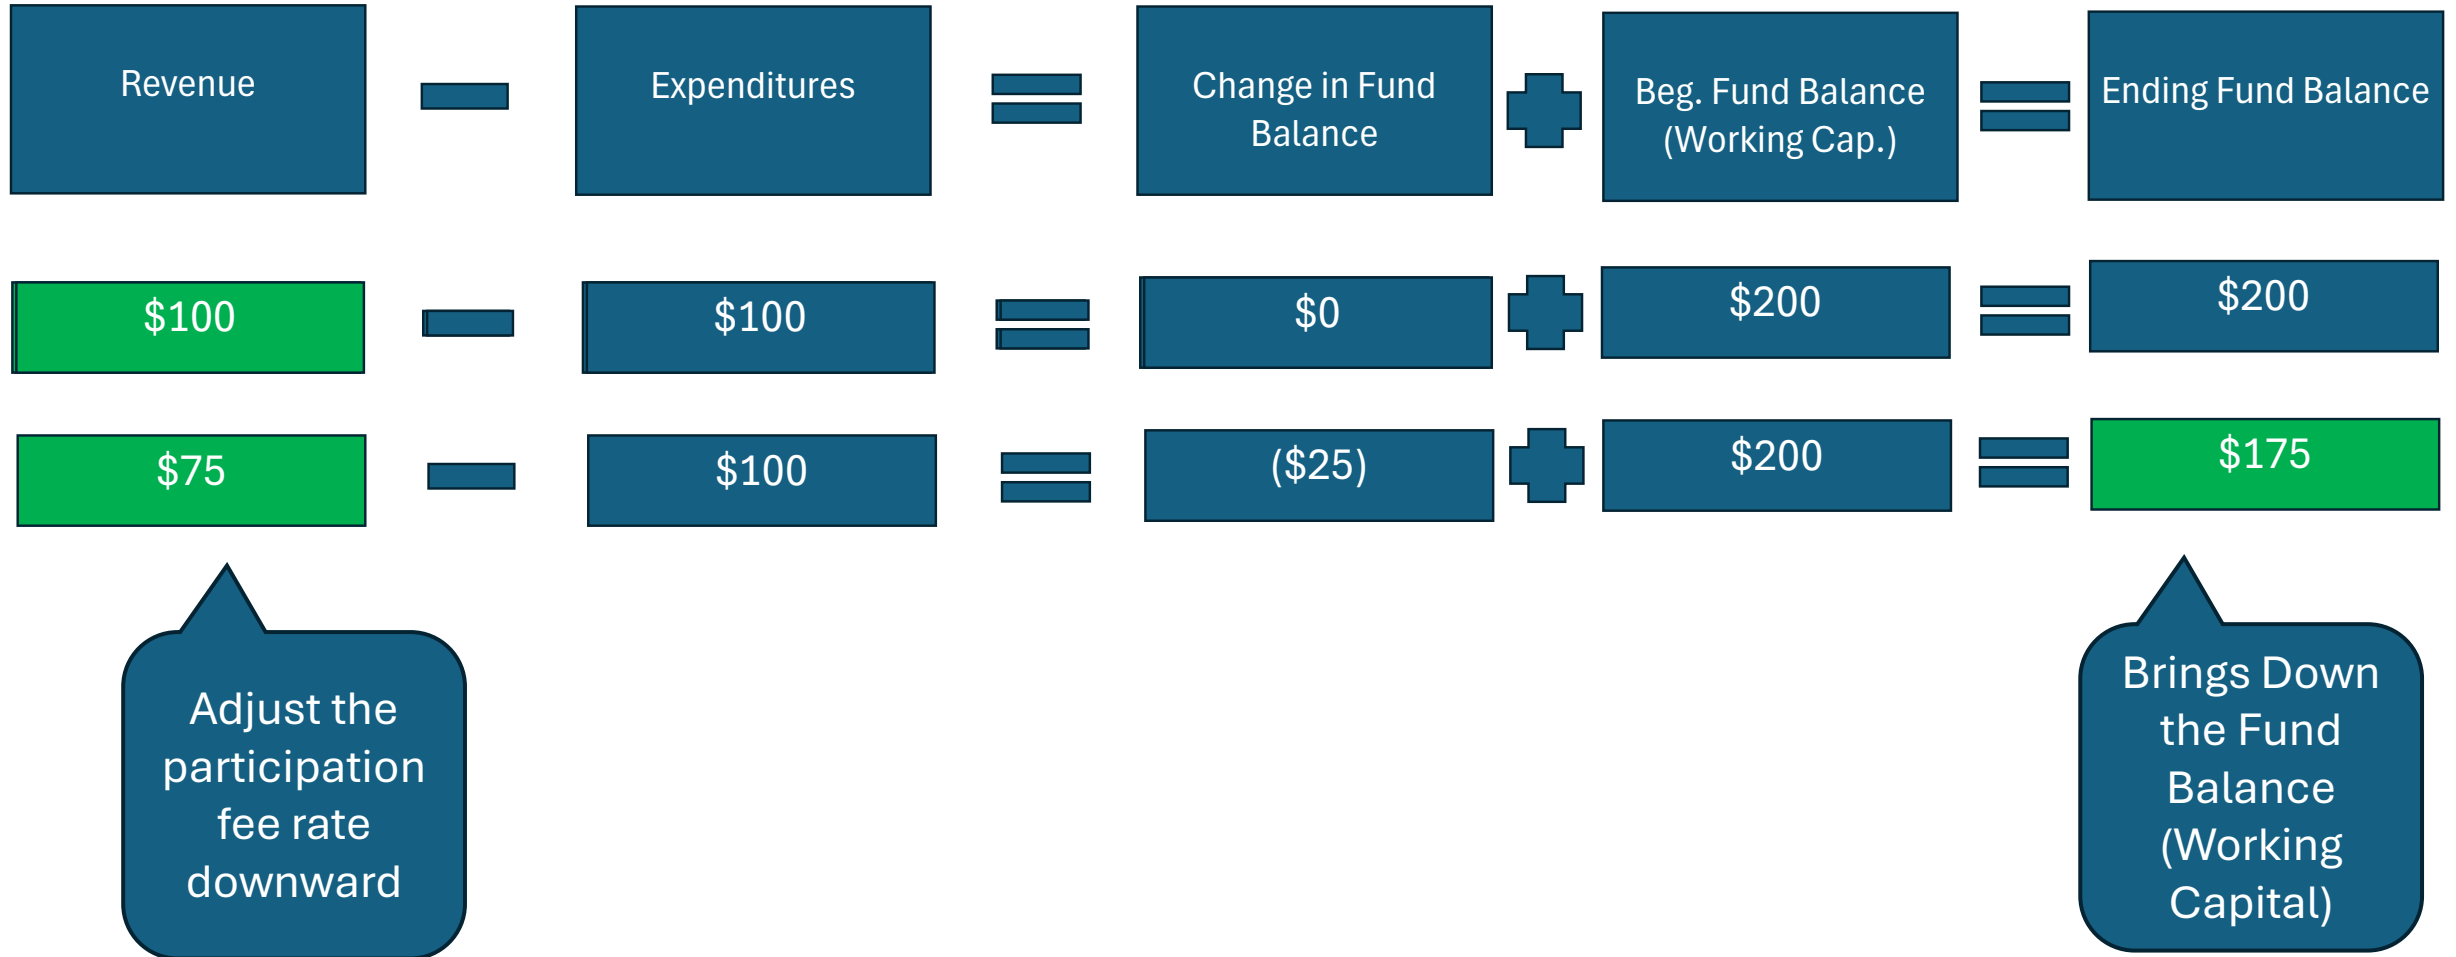 Revenue
Expenditures
Change in Fund
Balance
Beg. Fund Balance
(Working Cap.)
Ending Fund Balance
$100
$100
$0
$200
$200
$75
$100
($25)
$200
$175
Adjust the
participation
fee rate
downward
Brings Down
the Fund
Balance
(Working
Capital)